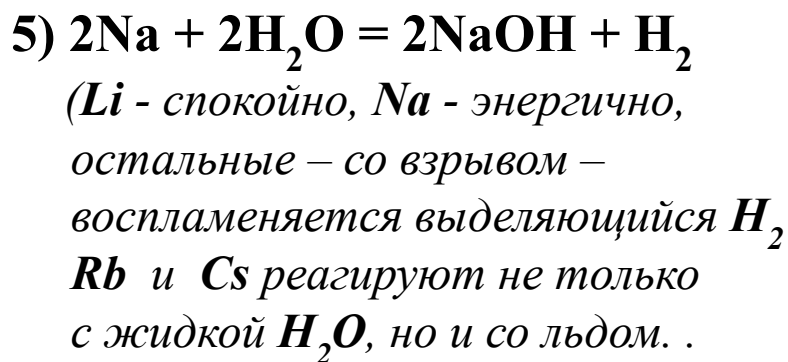 5) 2Na + 2H₂O = 2NaOH + H₂
(Li - спокойно, Na - энергично,
остальные – со взрывом –
воспламеняется выделяющийся H₂
Rb и Cs реагируют не только
с жидкой H₂O, но и со льдом. .